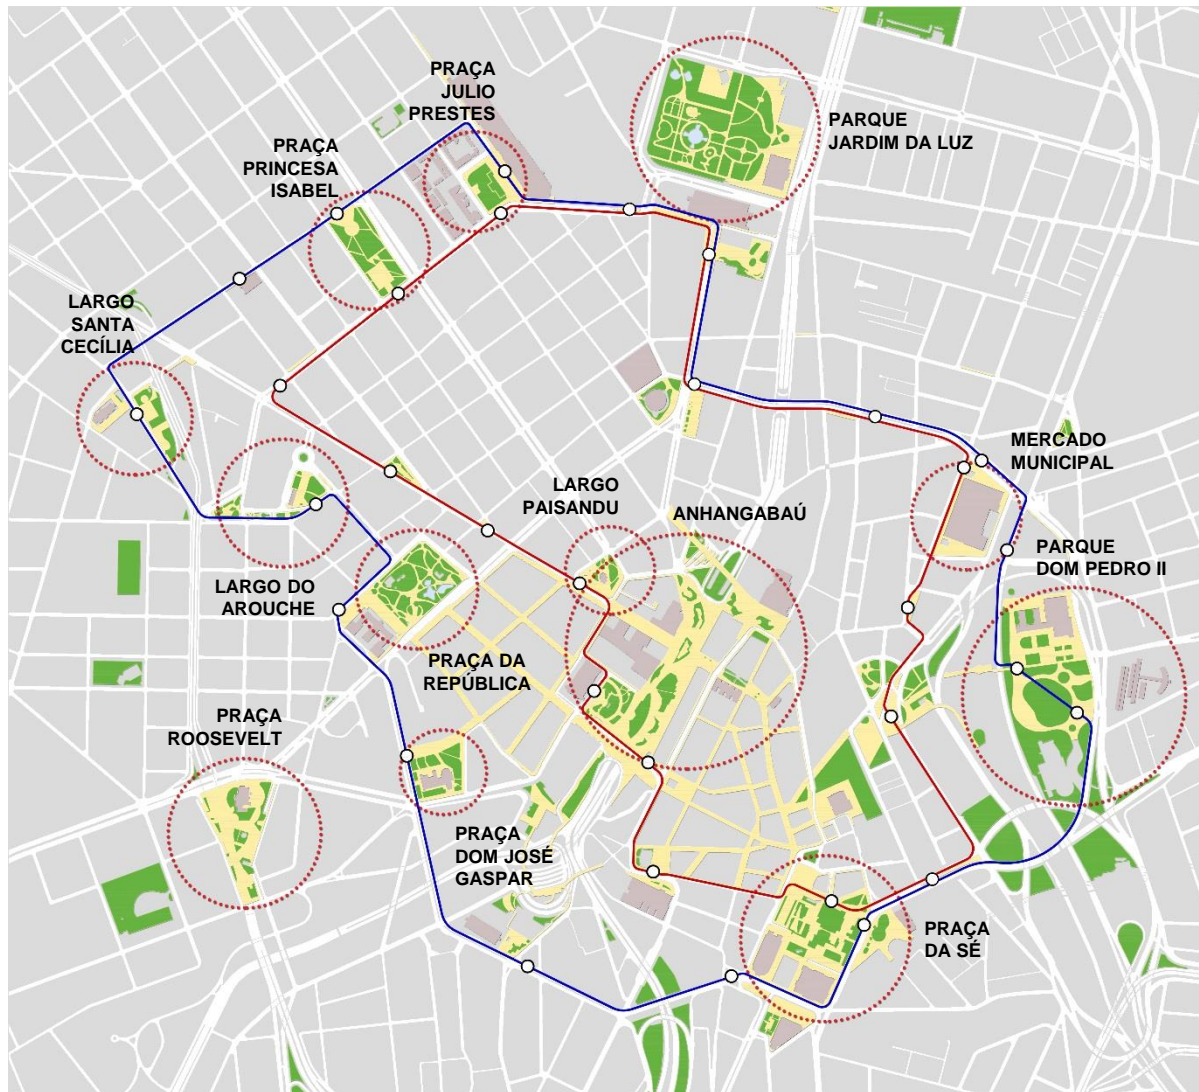 PRAÇA
JULIO
PRESTES
PARQUE
JARDIM DA LUZ
PRAÇA
PRINCESA
ISABEL
LARGO
SANTA
CECÍLIA
MERCADO
MUNICIPAL
LARGO
PAISANDU
ANHANGABAÚ
PARQUE
DOM PEDRO II
LARGO DO
AROUCHE
PRAÇA DA
REPÚBLICA
PRAÇA
ROOSEVELT
PRAÇA
DOM JOSÉ
GASPAR
PRAÇA
DA SÉ